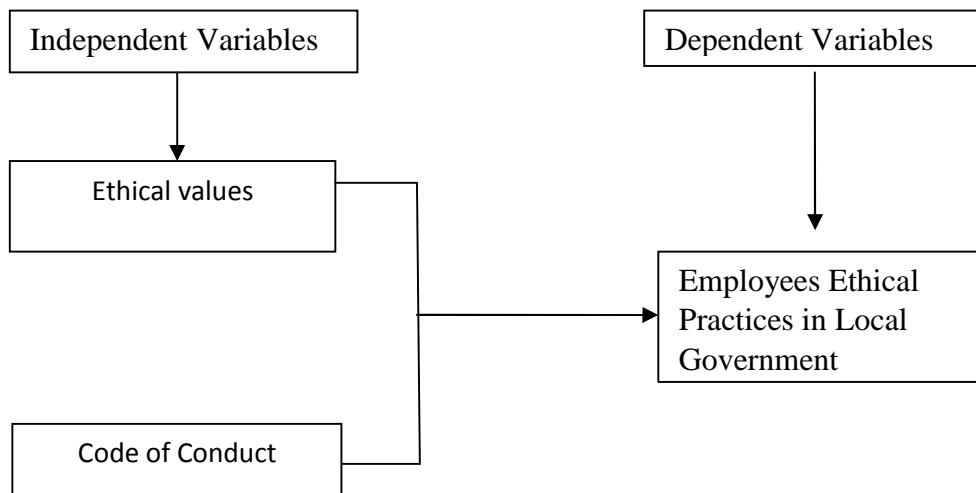 Independent Variables
Dependent Variables
Ethical values
Employees Ethical
Practices in Local
Government
Code of Conduct